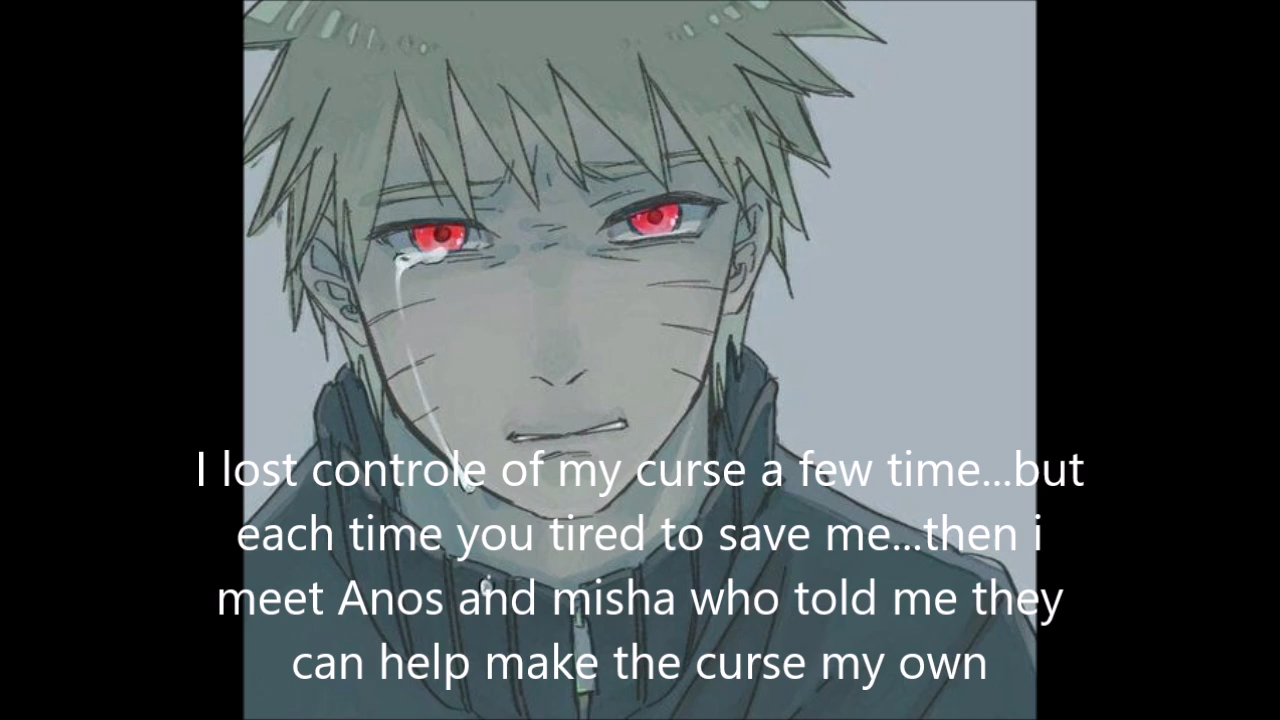 I lost controle of my curse a few time...but
each time you tired to save me...then i
meet Anos and misha who told me they
can help make the curse my own